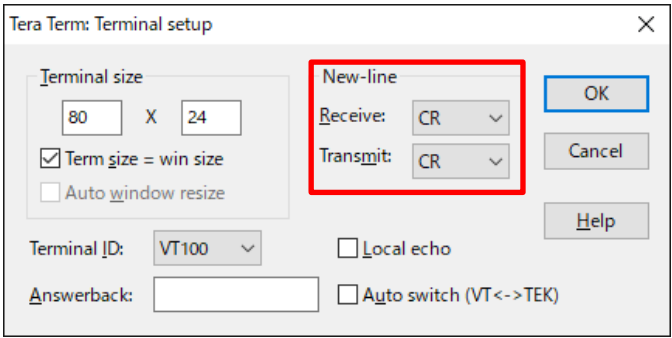 Tera Term: Terminal setup
Terminal size
80 X 24
Term size = win size
Auto window resize
New-line
Receive: CR
Transmit: CR
OK
Cancel
Help
Terminal ID: VT100
Local echo
Answerback:
Auto switch (VT<->TEK)